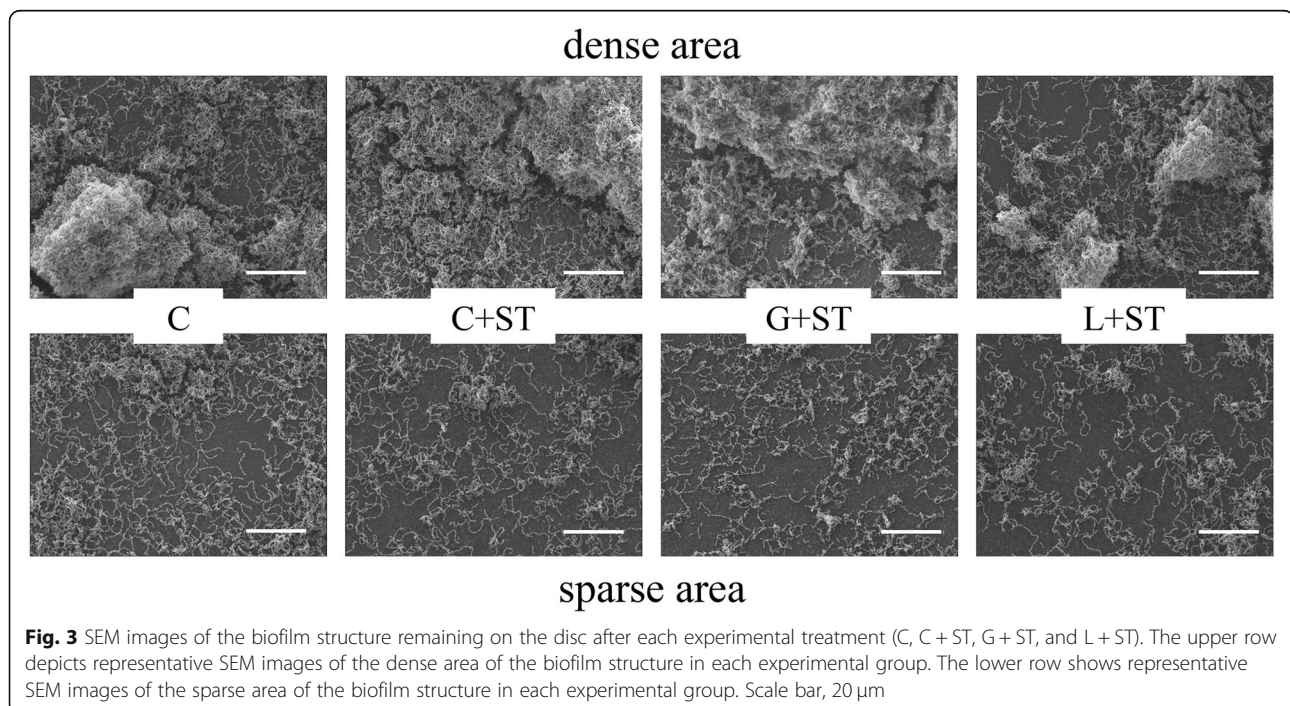 dense area
C
C+ST
G+ST
L+ST
sparse area
Fig. 3 SEM images of the biofilm structure remaining on the disc after each experimental treatment (C, C + ST, G + ST, and L + ST). The upper row
depicts representative SEM images of the dense area of the biofilm structure in each experimental group. The lower row shows representative
SEM images of the sparse area of the biofilm structure in each experimental group. Scale bar, 20 μm